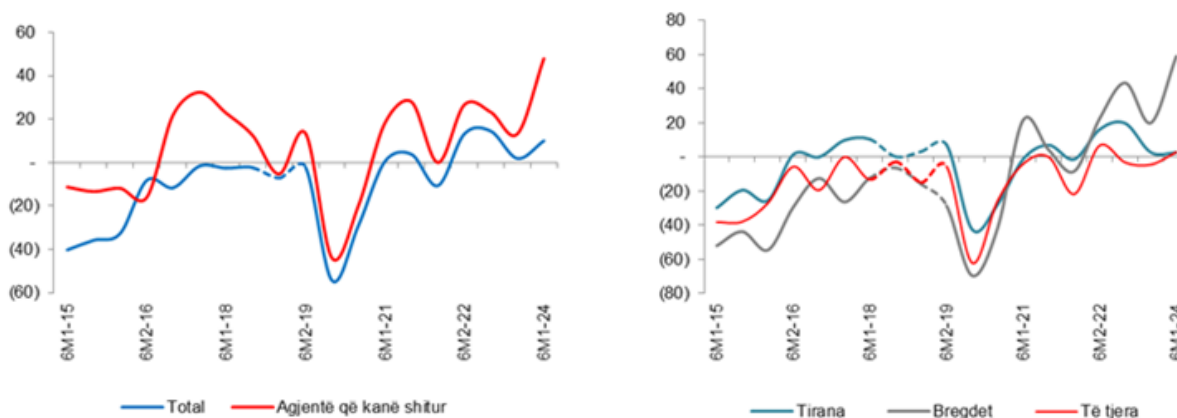 60
40
20
-
(20)
(40)
(60)
6M1-15
6M2-16
6M1-18
6M2-19
6M1-21
6M2-22
6M1-24
Total
Agjentë që kanë shitur
80
60
40
20
-
(20)
(40)
(60)
(80)
6M1-15
6M2-16
6M1-18
6M2-19
6M1-21
6M2-22
6M1-24
Tirana
Bregdet
Të tjera